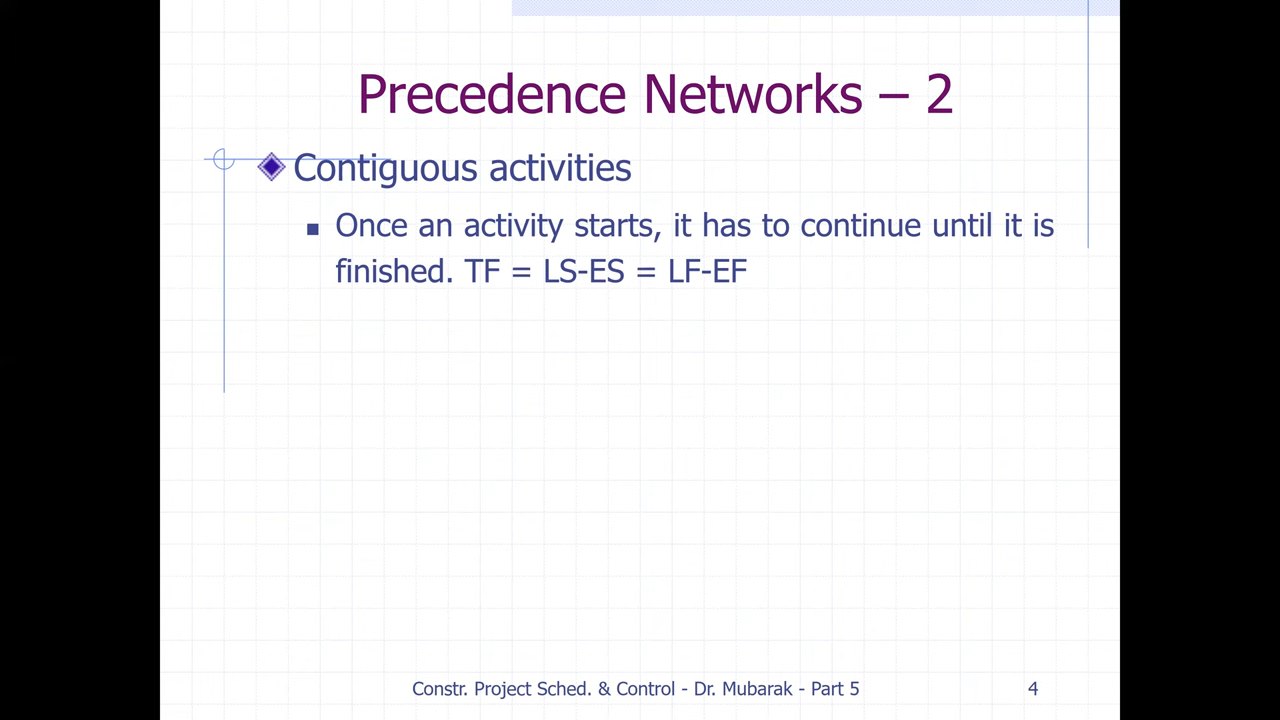 Precedence Networks – 2
Contiguous activities
Once an activity starts, it has to continue until it is
finished. TF = LS-ES = LF-EF
Constr. Project Sched. & Control - Dr. Mubarak - Part 5
4